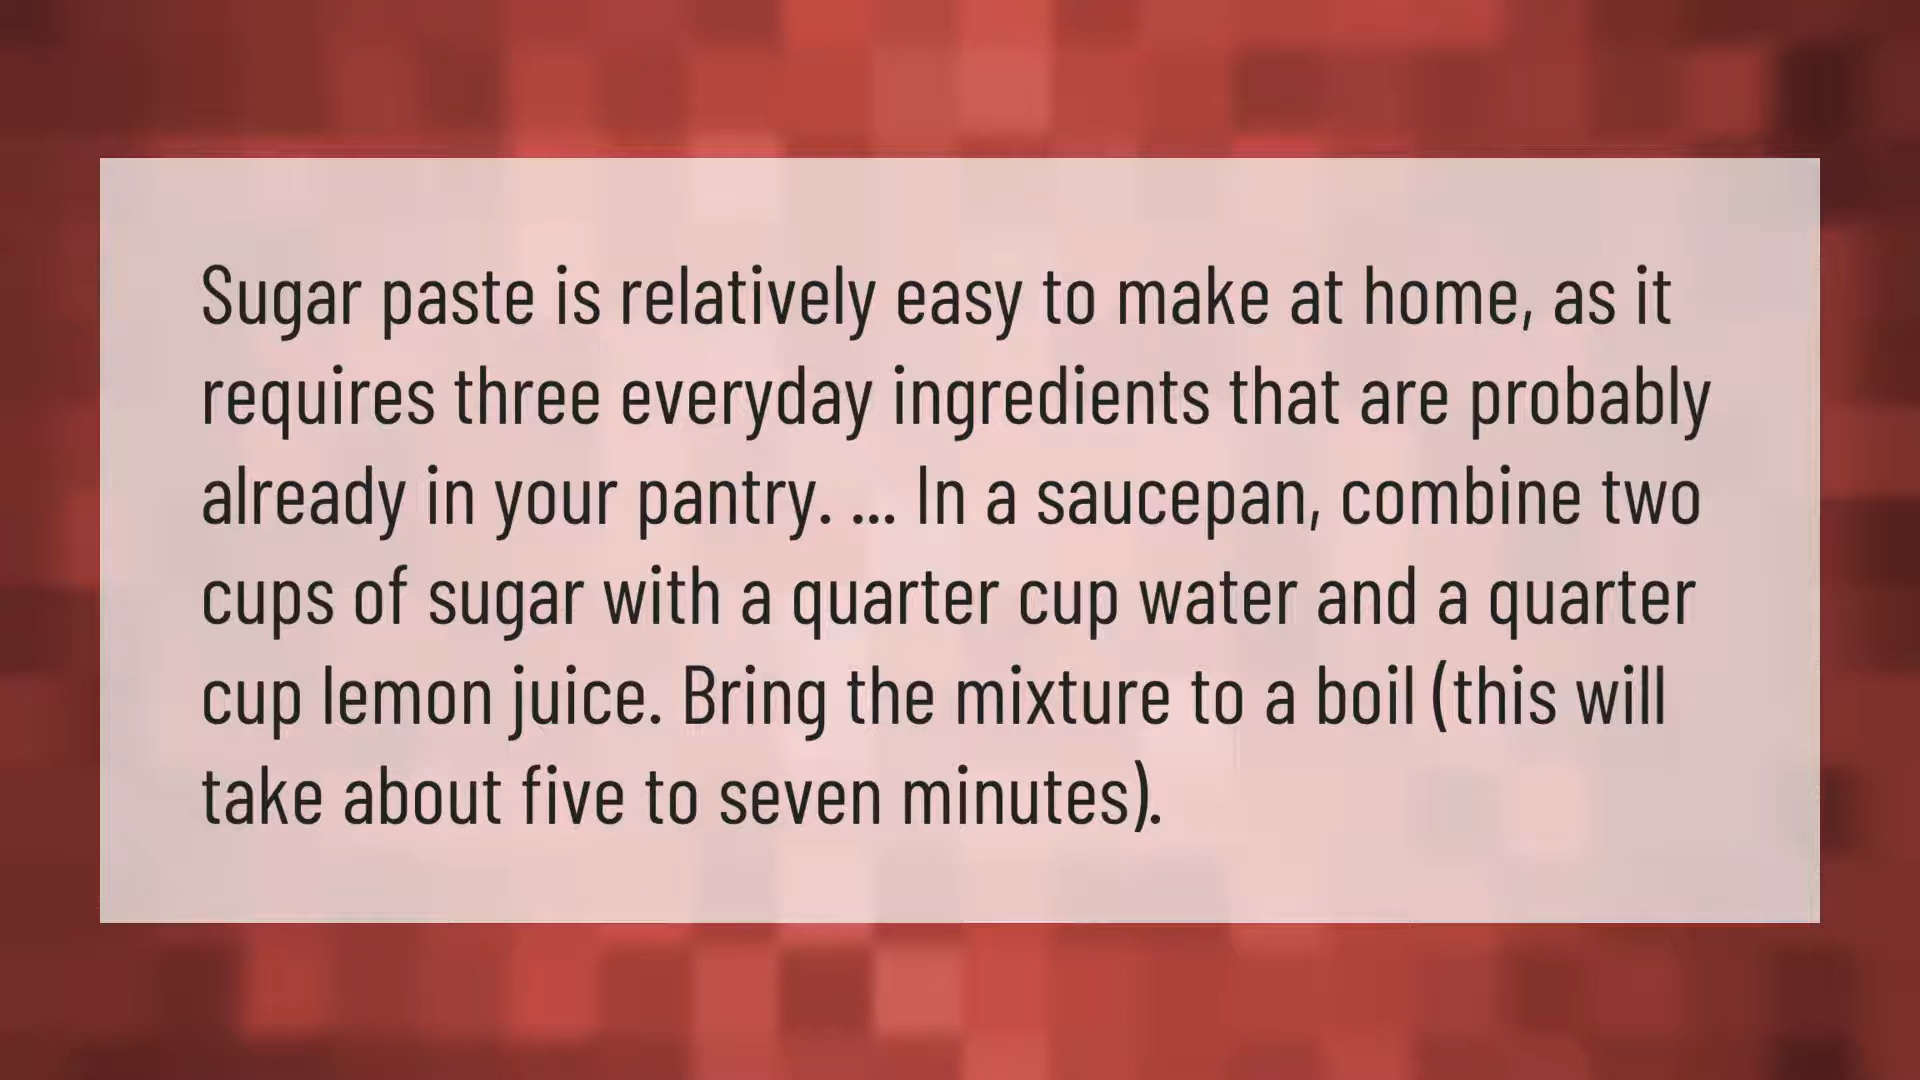 Sugar paste is relatively easy to make at home, as it
requires three everyday ingredients that are probably
already in your pantry. ... In a saucepan, combine two
cups of sugar with a quarter cup water and a quarter
cup lemon juice. Bring the mixture to a boil (this will
take about five to seven minutes).